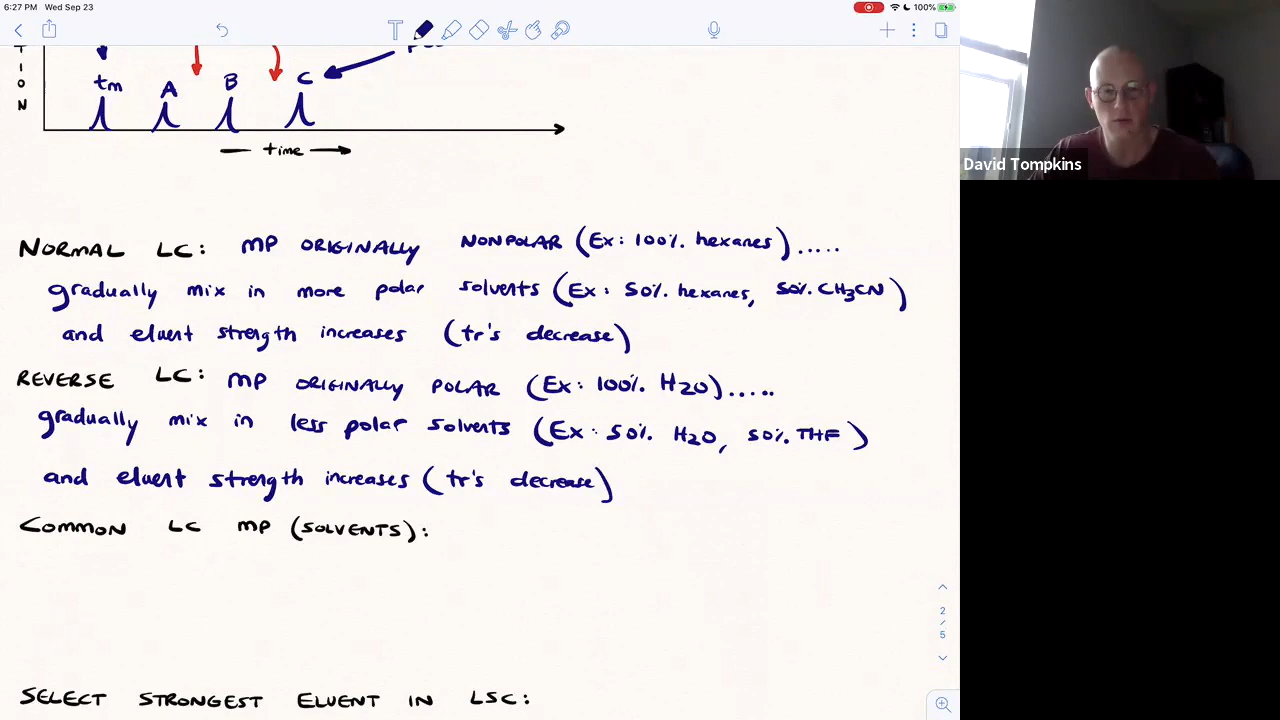 6:27 PM Wed Sep 23
100%
T
I
O
N
tm A B C
time
NORMAL LC: MP ORIGINALLY NONPOLAR (Ex: 100% hexanes).....
gradually mix in more polar solvents (Ex: 50% hexanes, 50% CH3CN)
and eluent strength increases (tr's decrease)
REVERSE LC: MP ORIGINALLY POLAR (Ex: 100% H2O).....
gradually mix in less polar solvents (Ex: 50% H2O, 50% THF)
and eluent strength increases (tr's decrease)
COMMON LC MP (SOLVENTS):
SELECT STRONGEST ELUENT IN LSC:
2
/
5
David Tompkins